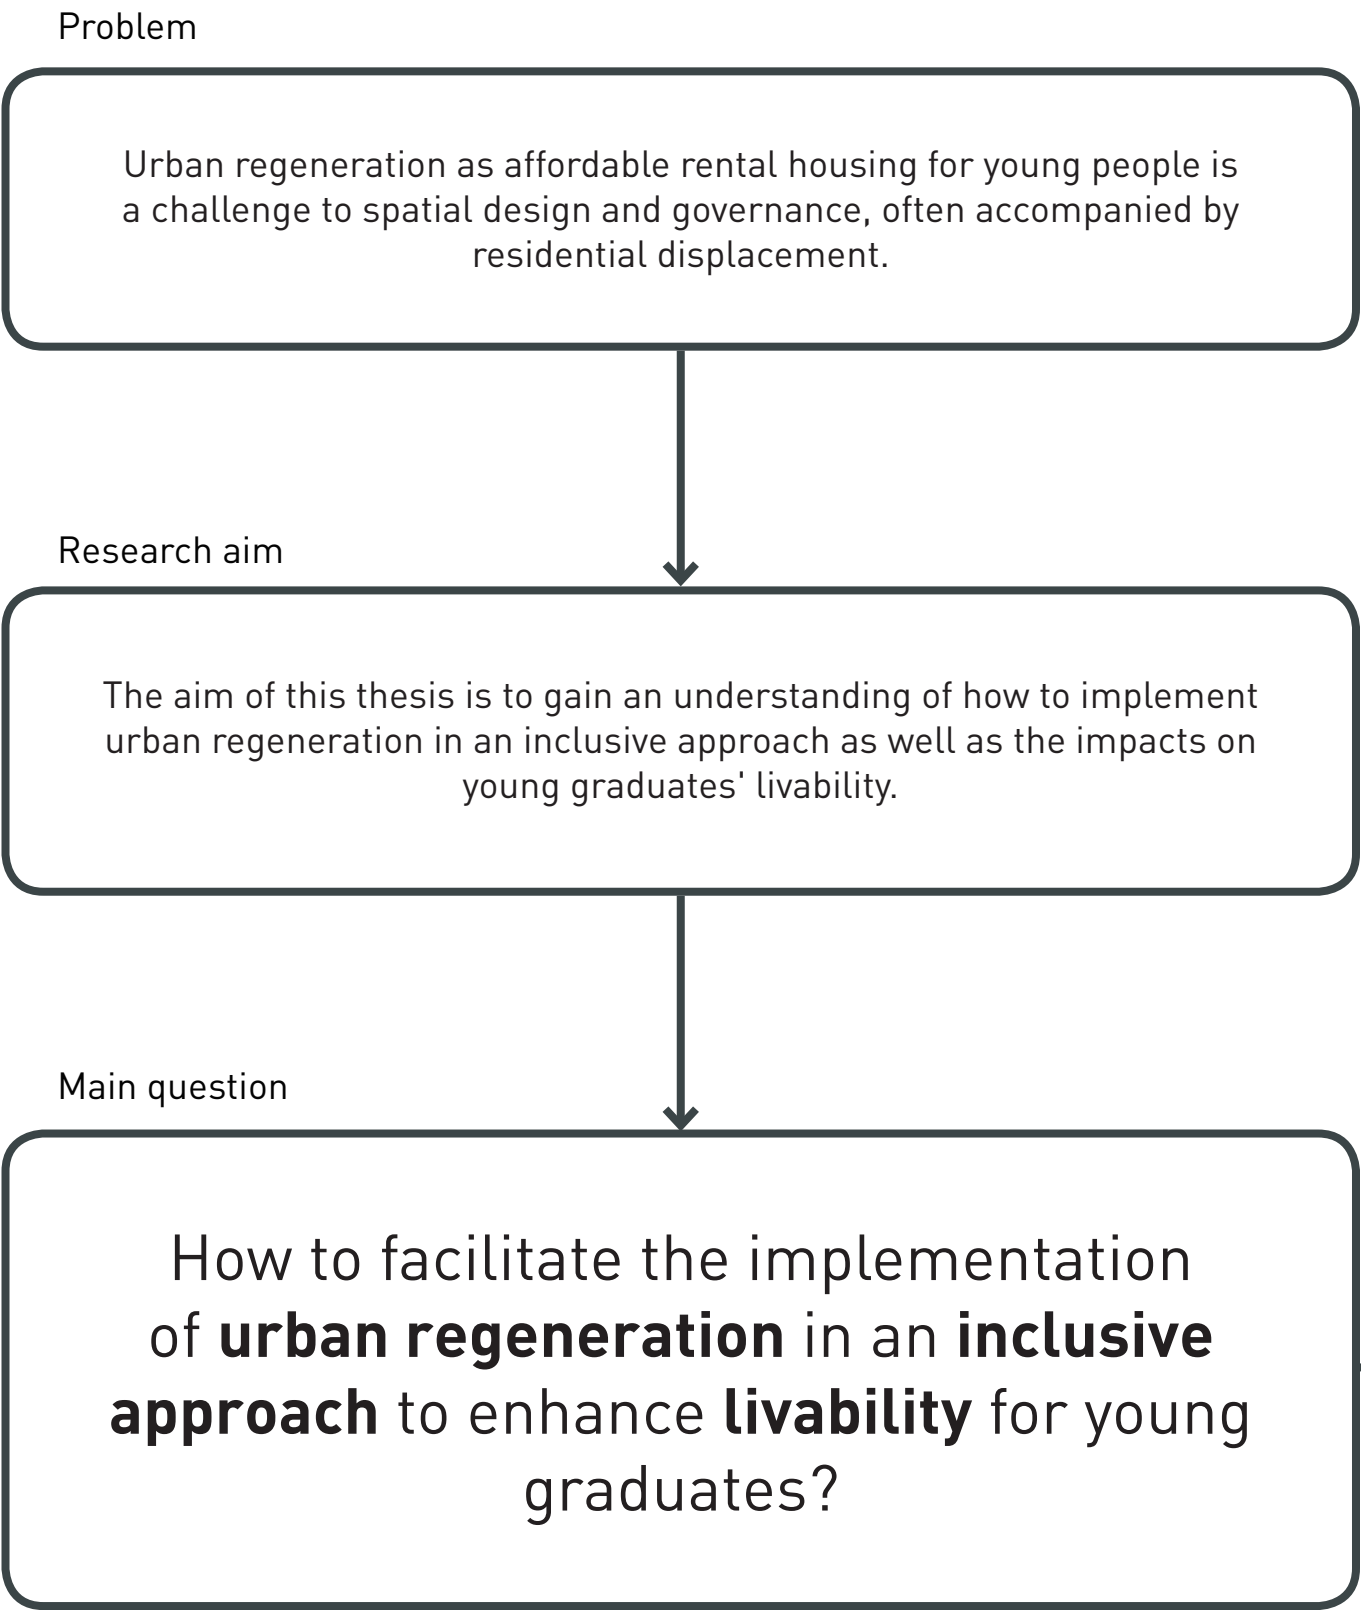 Problem
Urban regeneration as affordable rental housing for young people is
a challenge to spatial design and governance, often accompanied by
residential displacement.
Research aim
The aim of this thesis is to gain an understanding of how to implement
urban regeneration in an inclusive approach as well as the impacts on
young graduates' livability.
Main question
How to facilitate the implementation
of urban regeneration in an inclusive
approach to enhance livability for young
graduates?